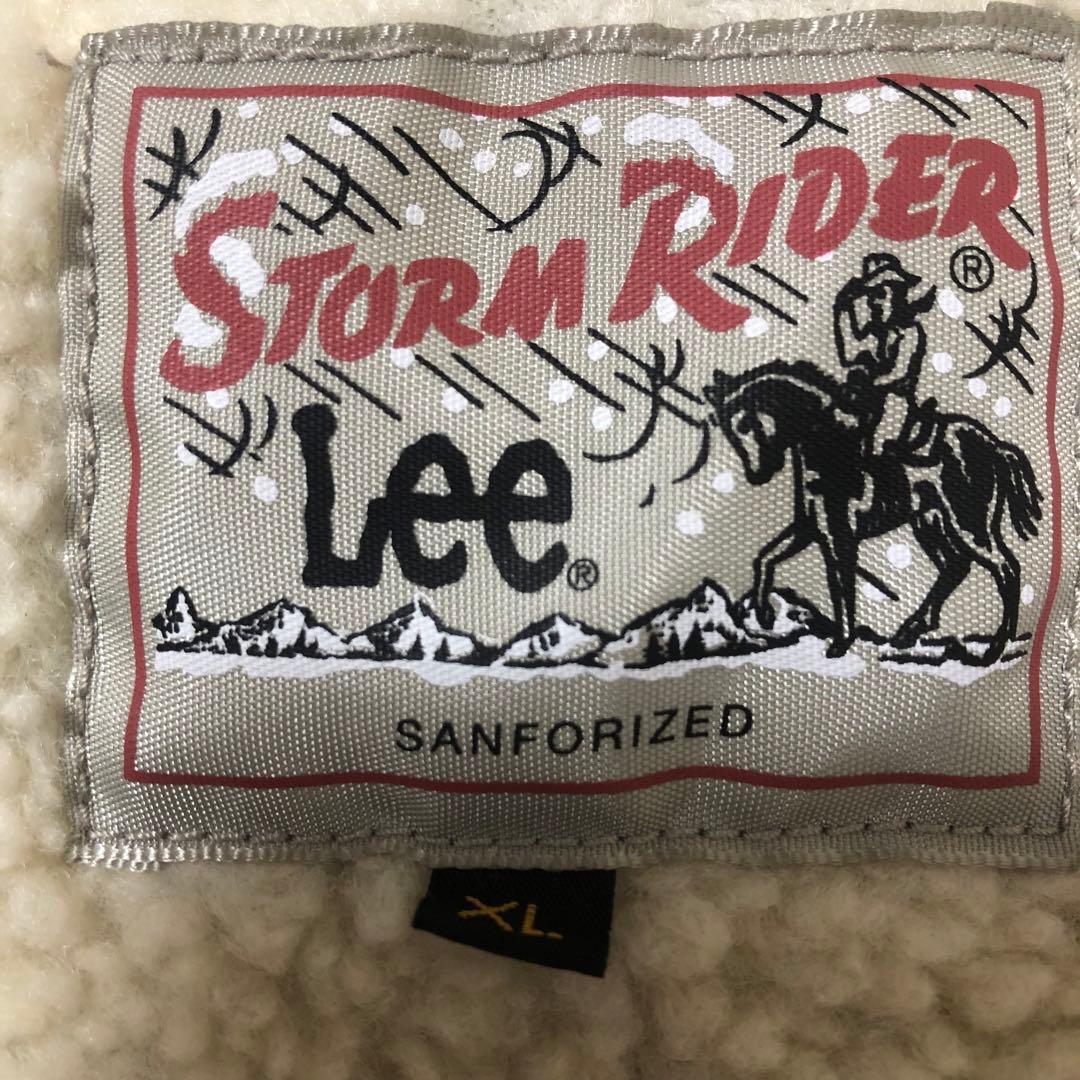 STORM RIDER®
Lee®
SANFORIZED
XL.